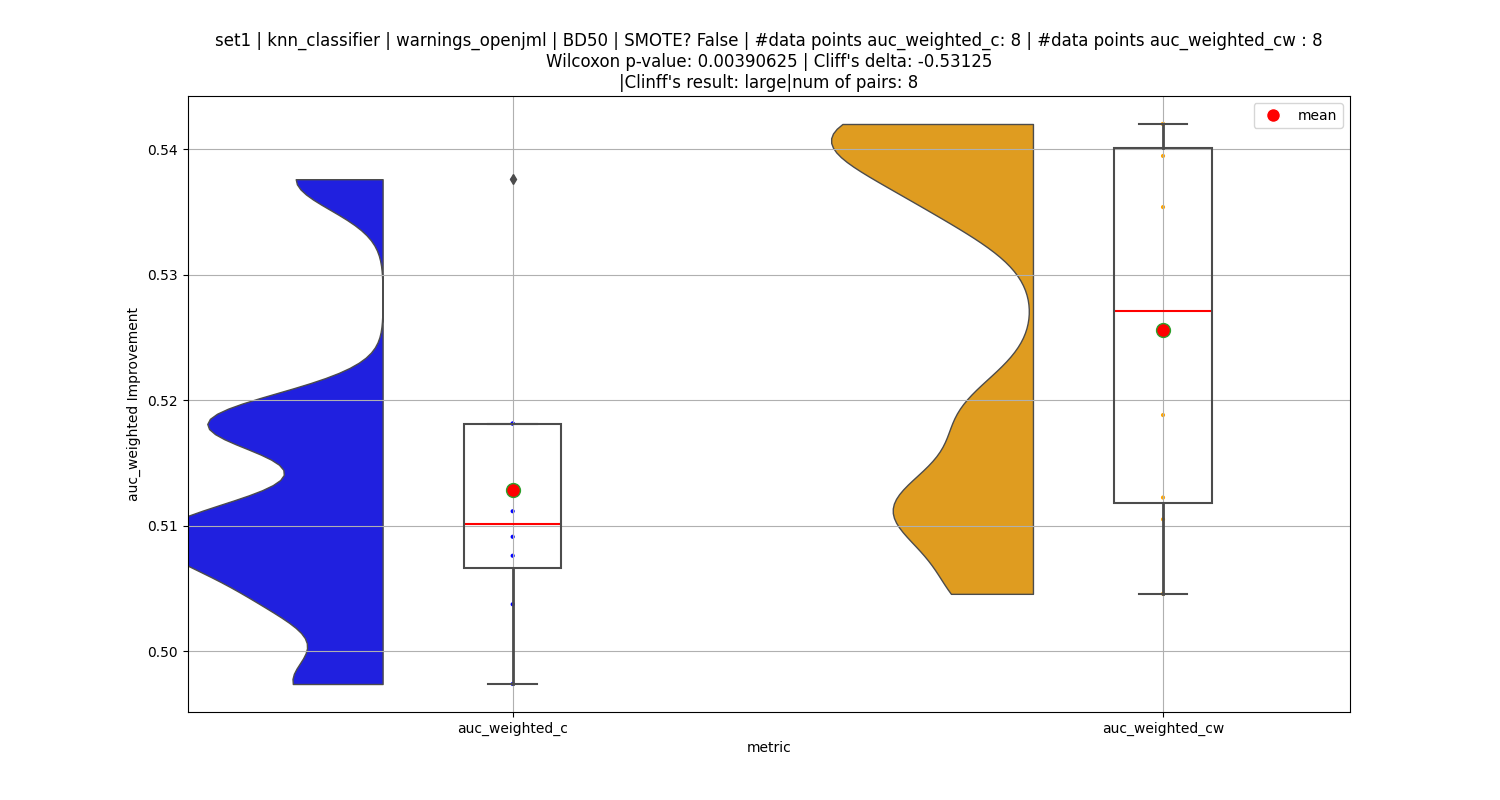 set1 | knn_classifier | warnings_openjml | BD50 | SMOTE? False | #data points auc_weighted_c: 8 | #data points auc_weighted_cw : 8
Wilcoxon p-value: 0.00390625 | Cliff's delta: -0.53125
|Clinff's result: large|num of pairs: 8
mean
0.54
0.53
0.52
0.51
0.50
auc_weighted Improvement
auc_weighted_c
auc_weighted_cw
metric